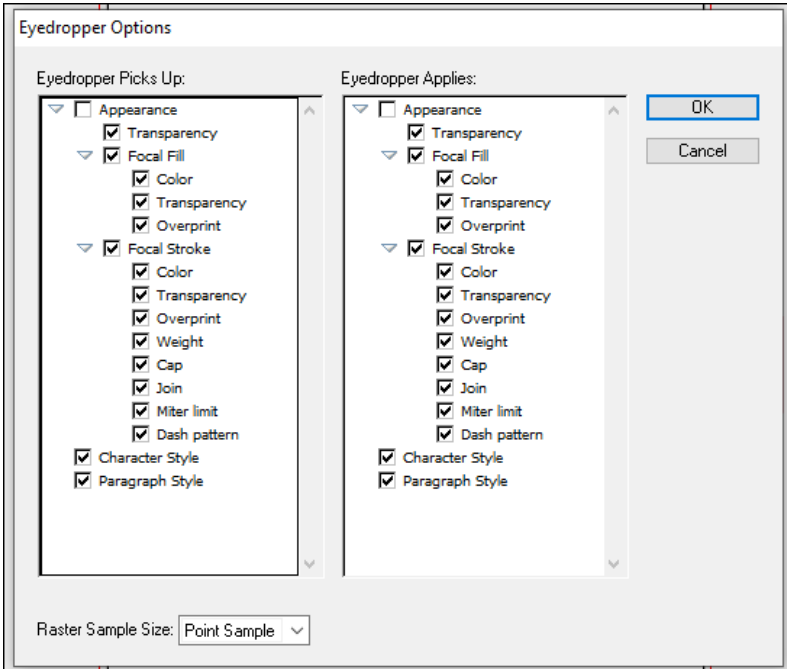 Eyedropper Options
Eyedropper Picks Up:
Appearance
Transparency
Focal Fill
Color
Transparency
Overprint
Focal Stroke
Color
Transparency
Overprint
Weight
Cap
Join
Miter limit
Dash pattern
Character Style
Paragraph Style
Eyedropper Applies:
Appearance
Transparency
Focal Fill
Color
Transparency
Overprint
Focal Stroke
Color
Transparency
Overprint
Weight
Cap
Join
Miter limit
Dash pattern
Character Style
Paragraph Style
OK
Cancel
Raster Sample Size: Point Sample